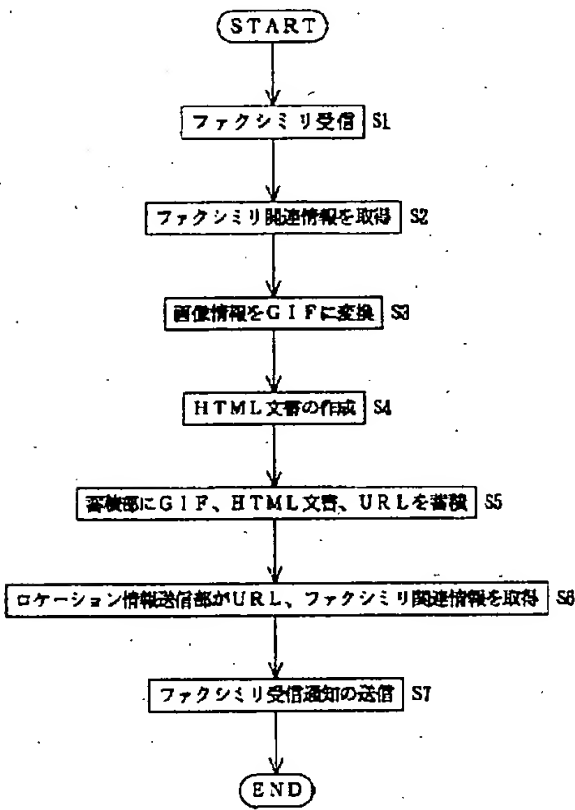 START
ファクシミリ受信 S1
ファクシミリ関連情報を取得 S2
画像情報をGIFに変換 S3
HTML文書の作成 S4
蓄積部にGIF、HTML文書、URLを蓄積 S5
ロケーション情報送信部がURL、ファクシミリ関連情報を取得 S6
ファクシミリ受信通知の送信 S7
END